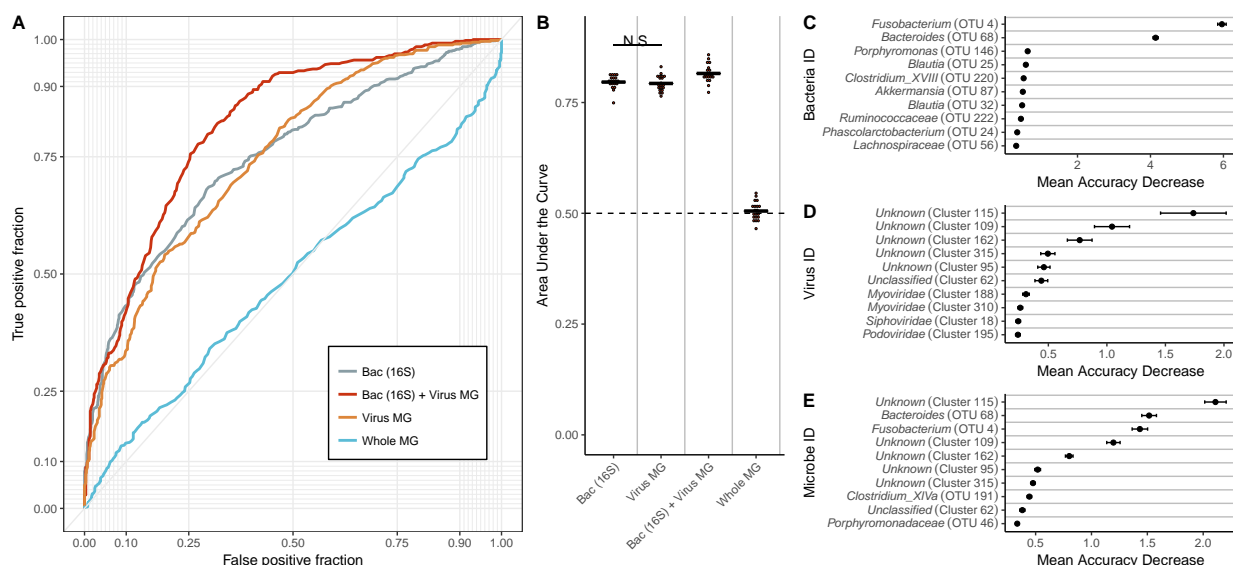 A
1.00
0.90
0.75
0.50
0.25
0.10
0.00
True positive fraction
0.00
0.10
0.25
0.50
0.75
0.90
1.00
False positive fraction
Bac (16S)
Bac (16S) + Virus MG
Virus MG
Whole MG
B
N.S.
0.75
0.50
0.25
0.00
Area Under the Curve
Bac (16S)
Virus MG
Bac (16S) + Virus MG
Whole MG
C
Bacteria ID
Fusobacterium (OTU 4)
Bacteroides (OTU 68)
Porphyromonas (OTU 146)
Blautia (OTU 25)
Clostridium_XVIII (OTU 220)
Akkermansia (OTU 87)
Blautia (OTU 32)
Ruminococcaceae (OTU 222)
Phascolarctobacterium (OTU 24)
Lachnospiraceae (OTU 56)
2
4
6
Mean Accuracy Decrease
D
Virus ID
Unknown (Cluster 115)
Unknown (Cluster 109)
Unknown (Cluster 162)
Unknown (Cluster 315)
Unknown (Cluster 95)
Unclassified (Cluster 62)
Myoviridae (Cluster 188)
Myoviridae (Cluster 310)
Siphoviridae (Cluster 18)
Podoviridae (Cluster 195)
0.5
1.0
1.5
2.0
Mean Accuracy Decrease
E
Microbe ID
Unknown (Cluster 115)
Bacteroides (OTU 68)
Fusobacterium (OTU 4)
Unknown (Cluster 109)
Unknown (Cluster 162)
Unknown (Cluster 95)
Unknown (Cluster 315)
Clostridium_XIVa (OTU 191)
Unclassified (Cluster 62)
Porphyromonadaceae (OTU 46)
0.5
1.0
1.5
2.0
Mean Accuracy Decrease